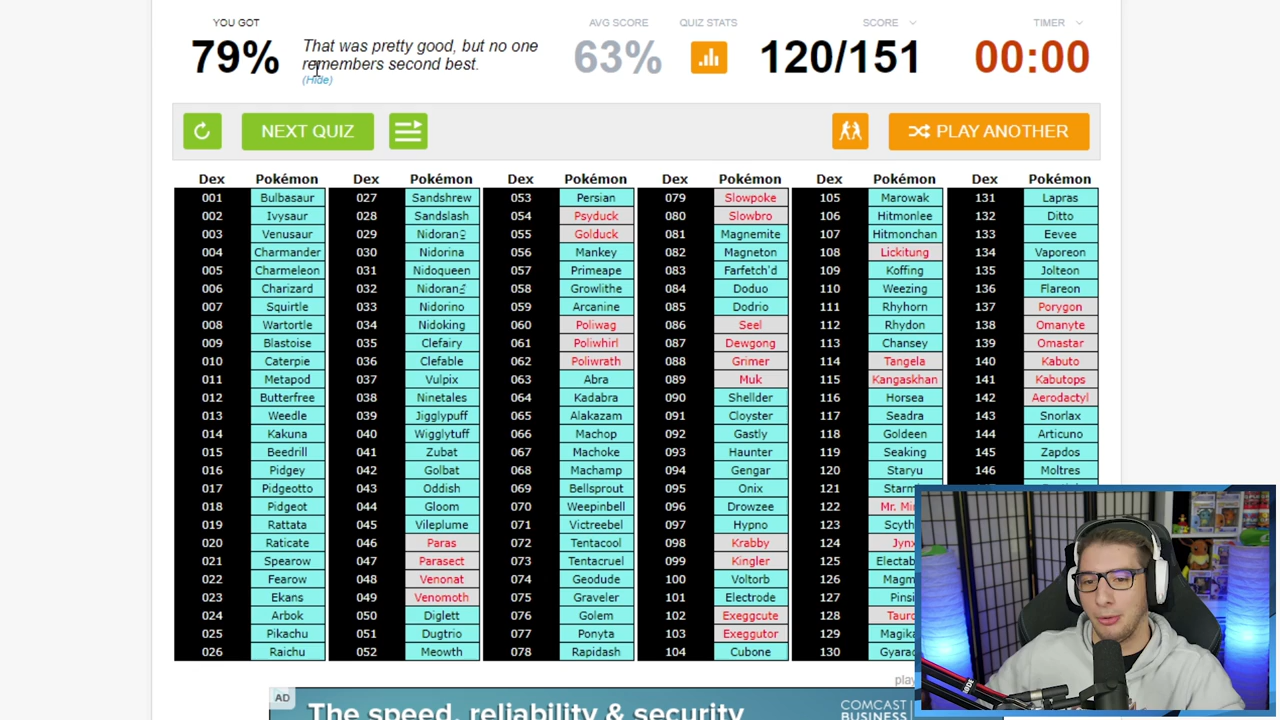 YOU GOT
79%
That was pretty good, but no one
remembers second best.
(Hide)
AVG SCORE
63%
QUIZ STATS
SCORE
120/151
TIMER
00:00
NEXT QUIZ
PLAY ANOTHER
Dex Pokémon Dex Pokémon Dex Pokémon Dex Pokémon Dex Pokémon Dex Pokémon
001 Bulbasaur 027 Sandshrew 053 Persian 079 Slowpoke 105 Marowak 131 Lapras
002 Ivysaur 028 Sandslash 054 Psyduck 080 Slowbro 106 Hitmonlee 132 Ditto
003 Venusaur 029 Nidoran♀ 055 Golduck 081 Magnemite 107 Hitmonchan 133 Eevee
004 Charmander 030 Nidorina 056 Mankey 082 Magneton 108 Lickitung 134 Vaporeon
005 Charmeleon 031 Nidoqueen 057 Primeape 083 Farfetch'd 109 Koffing 135 Jolteon
006 Charizard 032 Nidoran♂ 058 Growlithe 084 Doduo 110 Weezing 136 Flareon
007 Squirtle 033 Nidorino 059 Arcanine 085 Dodrio 111 Rhyhorn 137 Porygon
008 Wartortle 034 Nidoking 060 Poliwag 086 Seel 112 Rhydon 138 Omanyte
009 Blastoise 035 Clefairy 061 Poliwhirl 087 Dewgong 113 Chansey 139 Omastar
010 Caterpie 036 Clefable 062 Poliwrath 088 Grimer 114 Tangela 140 Kabuto
011 Metapod 037 Vulpix 063 Abra 089 Muk 115 Kangaskhan 141 Kabutops
012 Butterfree 038 Ninetales 064 Kadabra 090 Shellder 116 Horsea 142 Aerodactyl
013 Weedle 039 Jigglypuff 065 Alakazam 091 Cloyster 117 Seadra 143 Snorlax
014 Kakuna 040 Wigglytuff 066 Machop 092 Gastly 118 Goldeen 144 Articuno
015 Beedrill 041 Zubat 067 Machoke 093 Haunter 119 Seaking 145 Zapdos
016 Pidgey 042 Golbat 068 Machamp 094 Gengar 120 Staryu 146 Moltres
017 Pidgeotto 043 Oddish 069 Bellsprout 095 Onix 121 Starm
018 Pidgeot 044 Gloom 070 Weepinbell 096 Drowzee 122 Mr. Mi
019 Rattata 045 Vileplume 071 Victreebel 097 Hypno 123 Scyth
020 Raticate 046 Paras 072 Tentacool 098 Krabby 124 Jynx
021 Spearow 047 Parasect 073 Tentacruel 099 Kingler 125 Electab
022 Fearow 048 Venonat 074 Geodude 100 Voltorb 126 Magm
023 Ekans 049 Venomoth 075 Graveler 101 Electrode 127 Pinsi
024 Arbok 050 Diglett 076 Golem 102 Exeggcute 128 Tauro
025 Pikachu 051 Dugtrio 077 Ponyta 103 Exeggutor 129 Magika
026 Raichu 052 Meowth 078 Rapidash 104 Cubone 130 Gyara
play
AD
The speed, reliability & security
COMCAST
BUSINESS